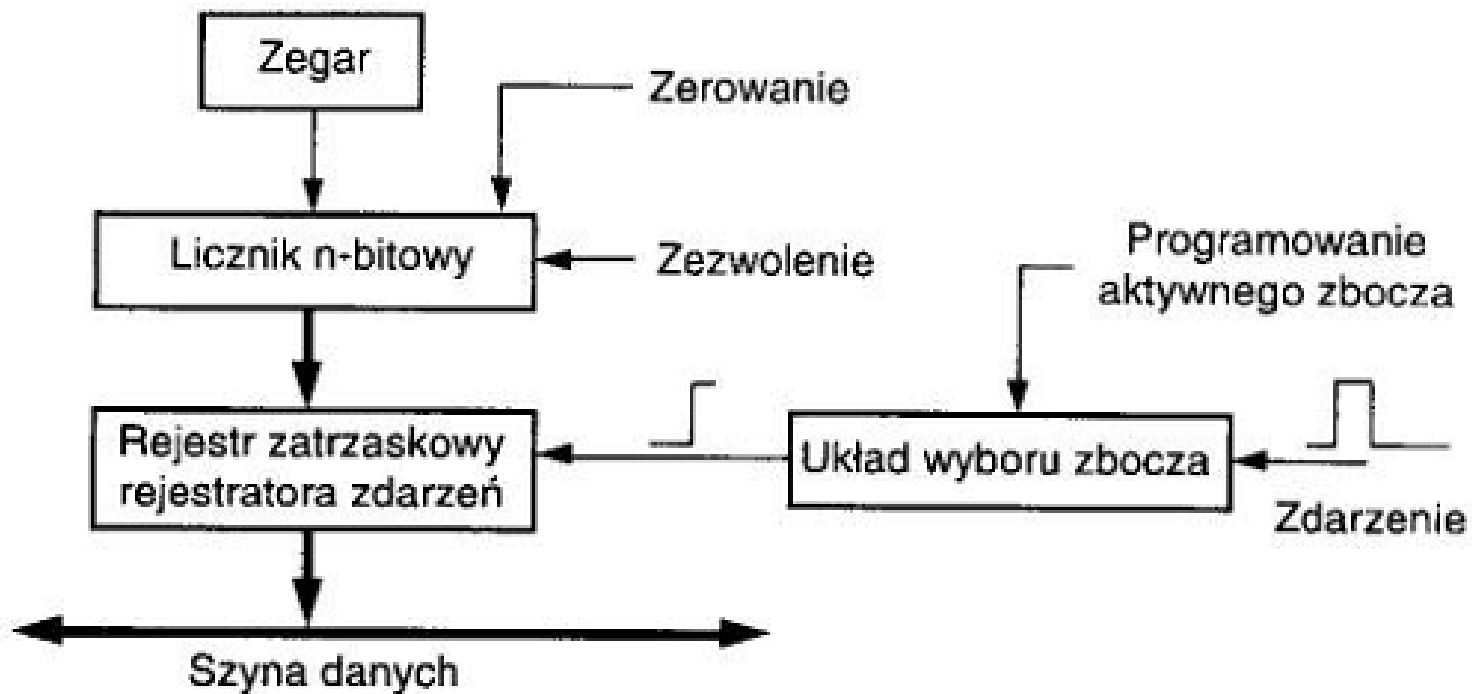 Zegar
Zerowanie
Licznik n-bitowy
Zezwolenie
Programowanie
aktywnego zbocza
Rejestr zatrzaskowy
rejestratora zdarzeń
Układ wyboru zbocza
Zdarzenie
Szyna danych